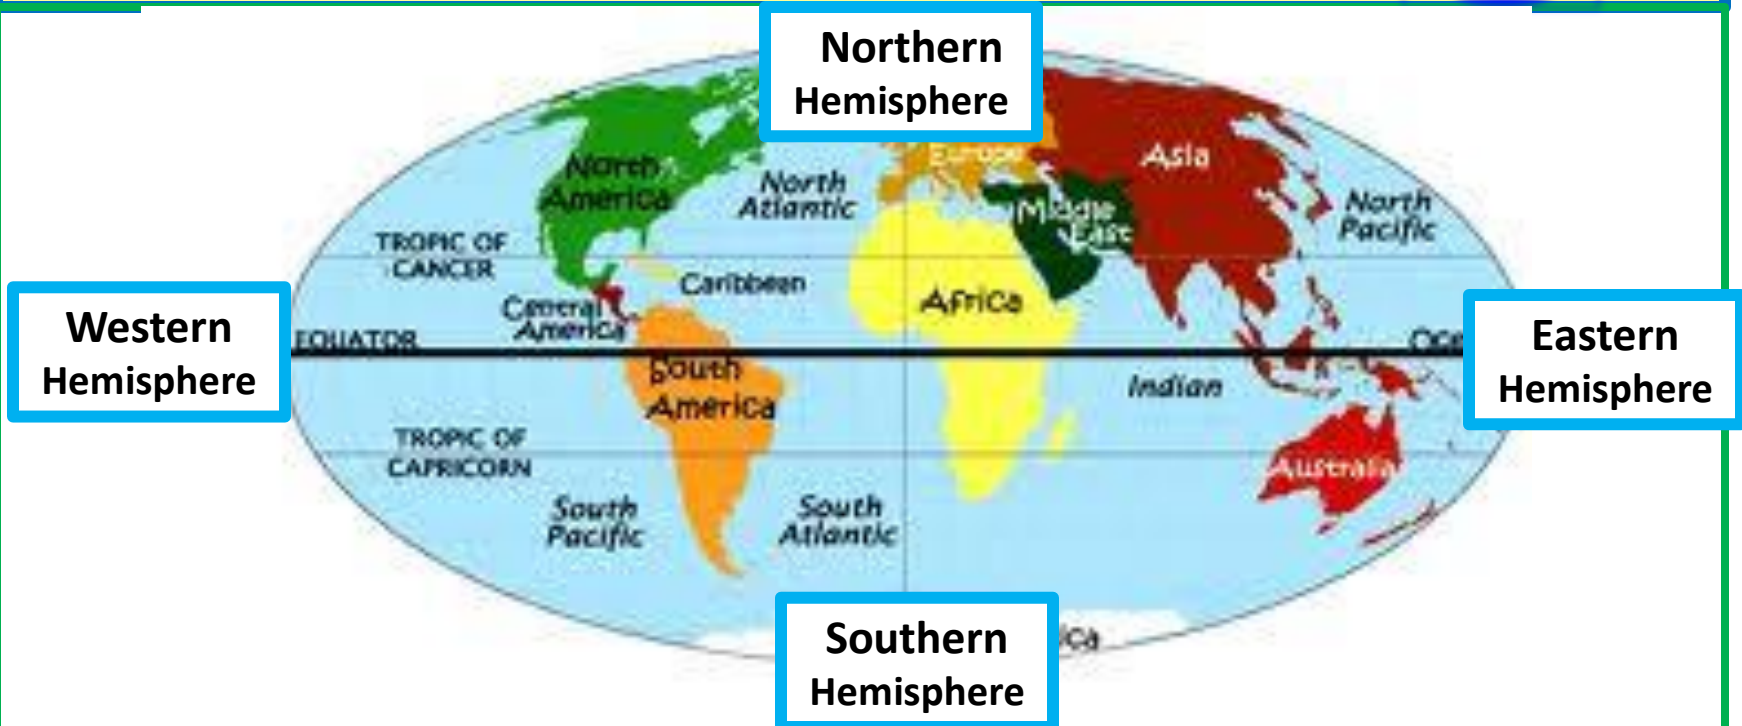 Northern
Hemisphere
North
America
North
Atlantic
Europe
Asia
Middle
East
North
Pacific
TROPIC OF
CANCER
Caribbean
Central
America
Africa
Western
Hemisphere
EQUATOR
Eastern
Hemisphere
South
America
Indian
TROPIC OF
CAPRICORN
Australia
South
Pacific
South
Atlantic
Southern
Hemisphere